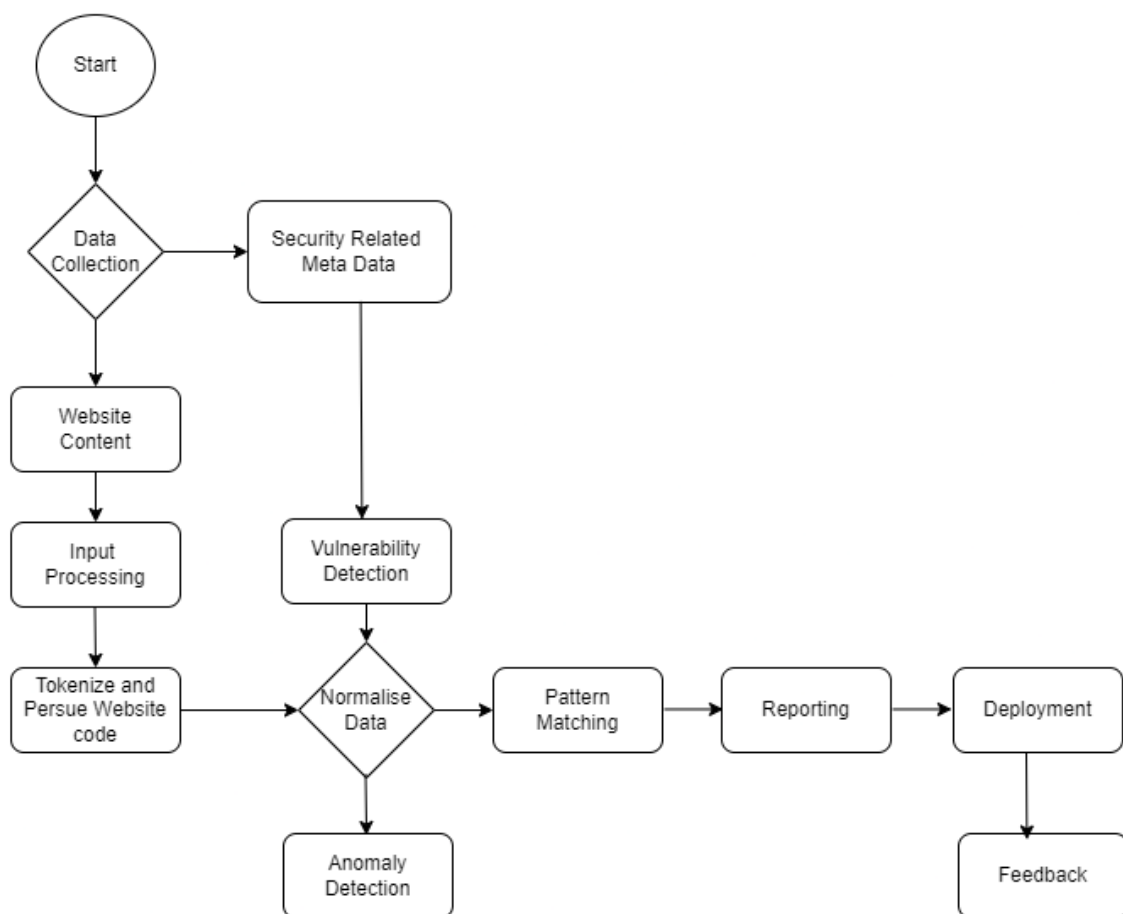 Start
Data
Collection
Security Related
Meta Data
Website
Content
Input
Processing
Vulnerability
Detection
Tokenize and
Persue Website
code
Normalise
Data
Pattern
Matching
Reporting
Deployment
Anomaly
Detection
Feedback